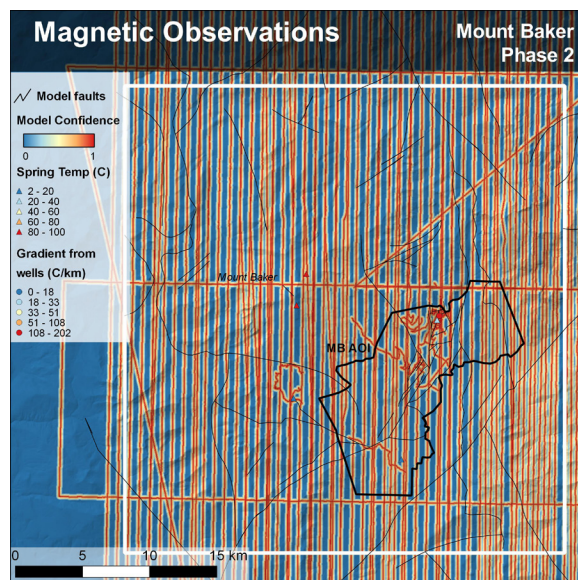 Magnetic Observations
Mount Baker
Phase 2
Model faults
Model Confidence
0 1
Spring Temp (C)
2 - 20
20 - 40
40 - 60
60 - 80
80 - 100
Gradient from
wells (C/km)
0 - 18
18 - 33
33 - 51
51 - 108
108 - 202
Mount Baker
MB AOI
0 5 10 15 km